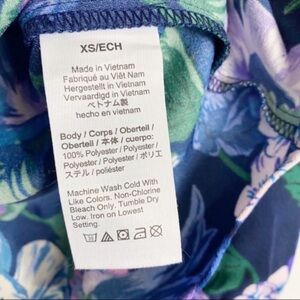 XS/ECH
Made in Vietnam
Fabriqué au Viêt Nam
Hergestellt in Vietnam
Vervaardigd in Vietnam
ベトナム製
hecho en vietnam
Body / Corps / Oberteil /
Obertell / 本体 / cuerpo:
100% Polyester / Polyester /
Polyester / Polyester / ポリエ
ステル / poliéster
Machine Wash Cold With
Like Colors. Non-Chlorine
Bleach Only. Tumble Dry
Low. Iron on Lowest
Setting.